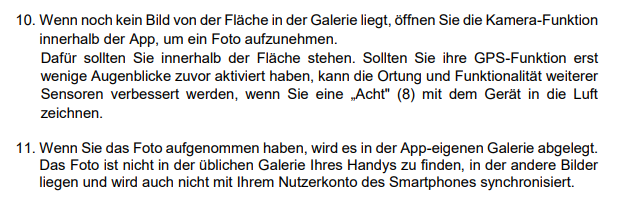 10. Wenn noch kein Bild von der Fläche in der Galerie liegt, öffnen Sie die Kamera-Funktion
innerhalb der App, um ein Foto aufzunehmen.
Dafür sollten Sie innerhalb der Fläche stehen. Sollten Sie ihre GPS-Funktion erst
wenige Augenblicke zuvor aktiviert haben, kann die Ortung und Funktionalität weiterer
Sensoren verbessert werden, wenn Sie eine „Acht" (8) mit dem Gerät in die Luft
zeichnen.
11. Wenn Sie das Foto aufgenommen haben, wird es in der App-eigenen Galerie abgelegt.
Das Foto ist nicht in der üblichen Galerie Ihres Handys zu finden, in der andere Bilder
liegen und wird auch nicht mit Ihrem Nutzerkonto des Smartphones synchronisiert.